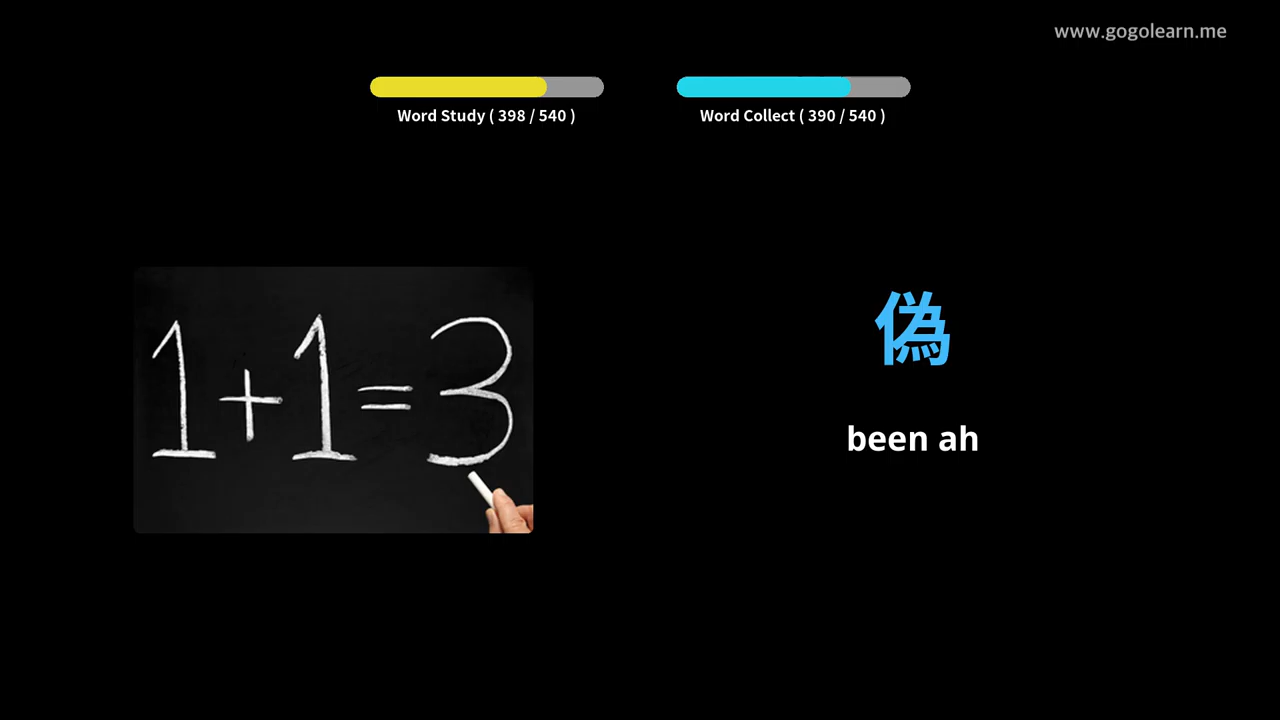 www.gogolearn.me
Word Study ( 398 / 540 )
Word Collect ( 390 / 540 )
1+1=3
偽
been ah